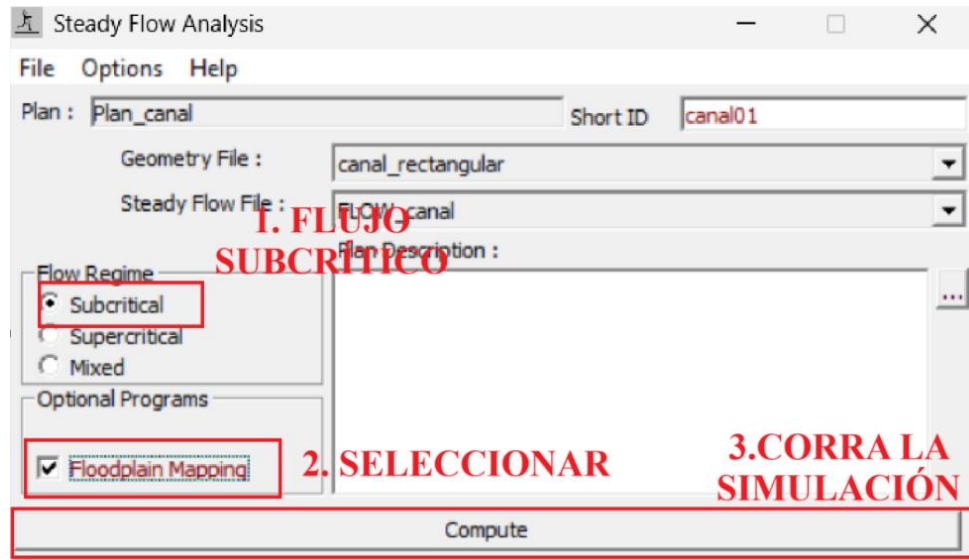 Steady Flow Analysis
File Options Help
Plan : Plan_canal Short ID canal01
Geometry File : canal_rectangular
Steady Flow File : FLOW_canal
1. FLUJO
SUBCRÍTICO
Plan Description :
Flow Regime
Subcritical
...
Supercritical
Mixed
Optional Programs
Floodplain Mapping
2. SELECCIONAR
3.CORRA LA
SIMULACIÓN
Compute